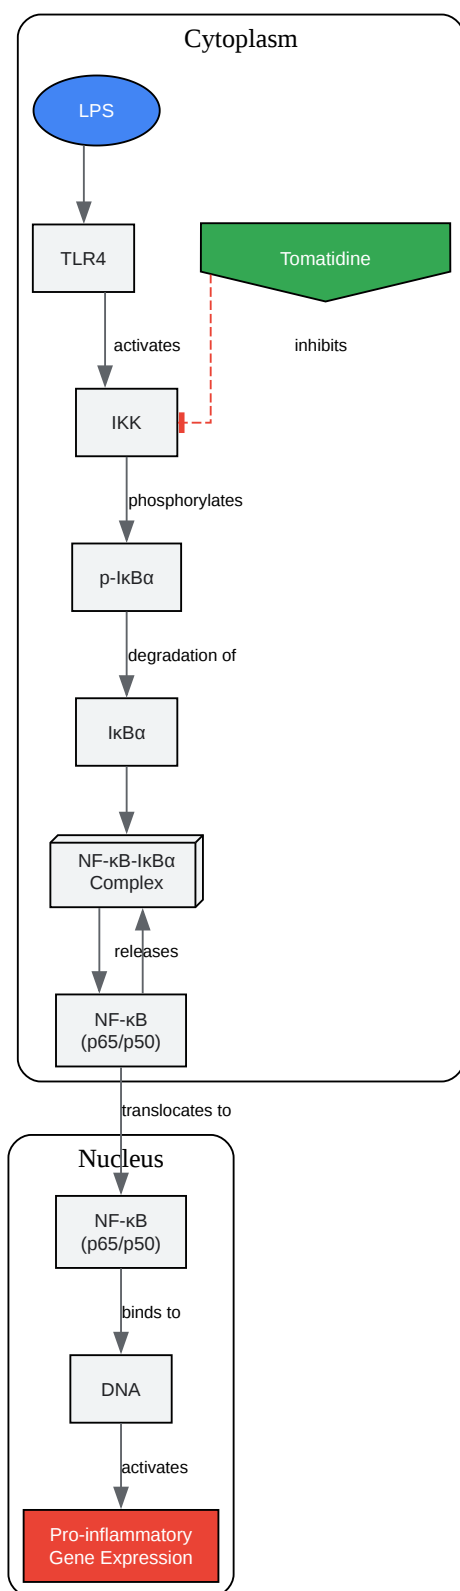 Cytoplasm
LPS
TLR4
Tomatidine
activates
inhibits
IKK
phosphorylates
p-IκBα
degradation of
IκBα
NF-κB-IκBα
Complex
releases
NF-κB
(p65/p50)
translocates to
Nucleus
NF-κB
(p65/p50)
binds to
DNA
activates
Pro-inflammatory
Gene Expression